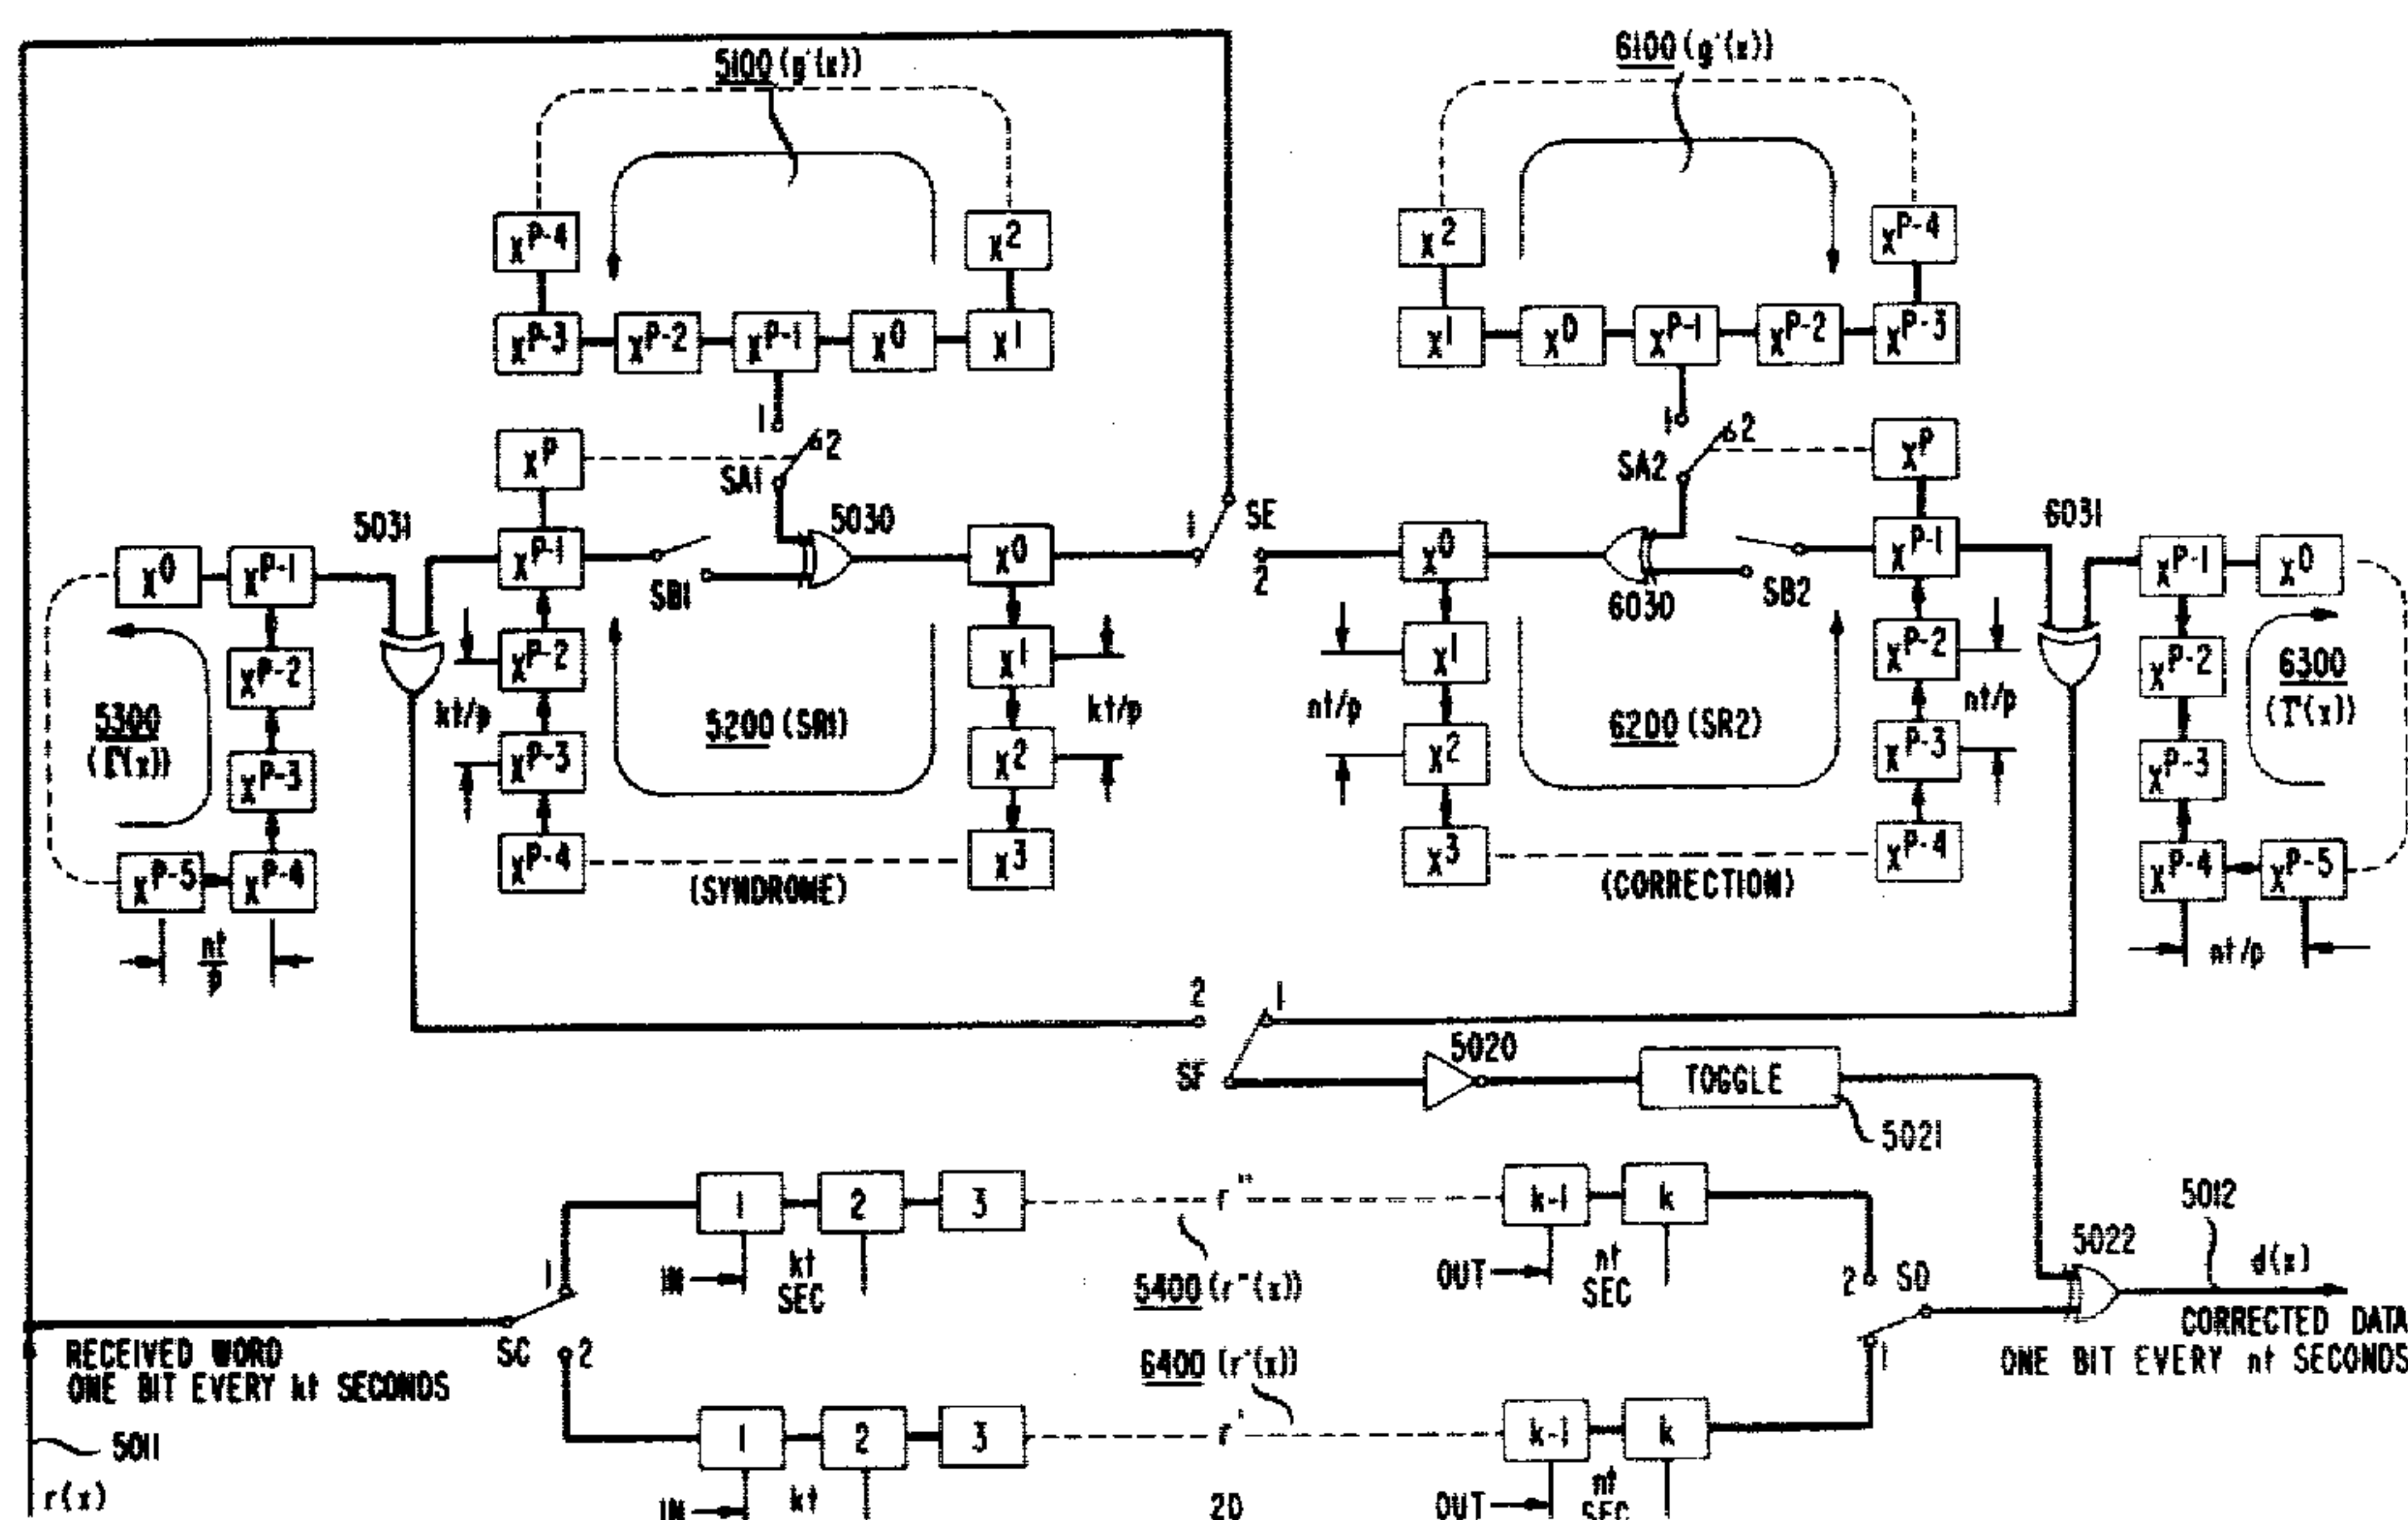 5100 (g'(x))
6100 (g'(x))
X^P-4
X^2
X^2
X^P-4
X^P-3
X^P-2
X^P-1
X^0
X^1
X^1
X^0
X^P-1
X^P-2
X^P-3
1
2
SA1
X^P
1
2
SA2
X^P
5031
5030
1
SE
2
6030
6031
X^0
X^P-1
X^P-1
SB1
X^0
X^0
SB2
X^P-1
X^P-1
X^0
X^P-2
X^P-2
X^1
X^1
X^P-2
X^P-2
5300
kt/p
5200 (SR1)
kt/p
nt/p
6200 (SR2)
nt/p
6300
X^P-3
X^P-3
X^2
X^2
X^P-3
X^P-3
X^P-5
X^P-4
X^P-4
(SYNDROME)
X^3
X^3
(CORRECTION)
X^P-4
X^P-4
X^P-5
nt
p
nt/p
2
1
SF
5020
TOGGLE
5021
1
2
3
r"
k-1
k
5012
5022
d(x)
IN
kt
SEC
5400 (r"(x))
OUT
nt
SEC
2
SD
1
SC
2
1
CORRECTED DATA
ONE BIT EVERY nt SECONDS
RECEIVED WORD
ONE BIT EVERY kt SECONDS
6400 (r'(x))
1
2
3
r'
k-1
k
5011
r(x)
IN
kt
20
OUT
nt
SEC